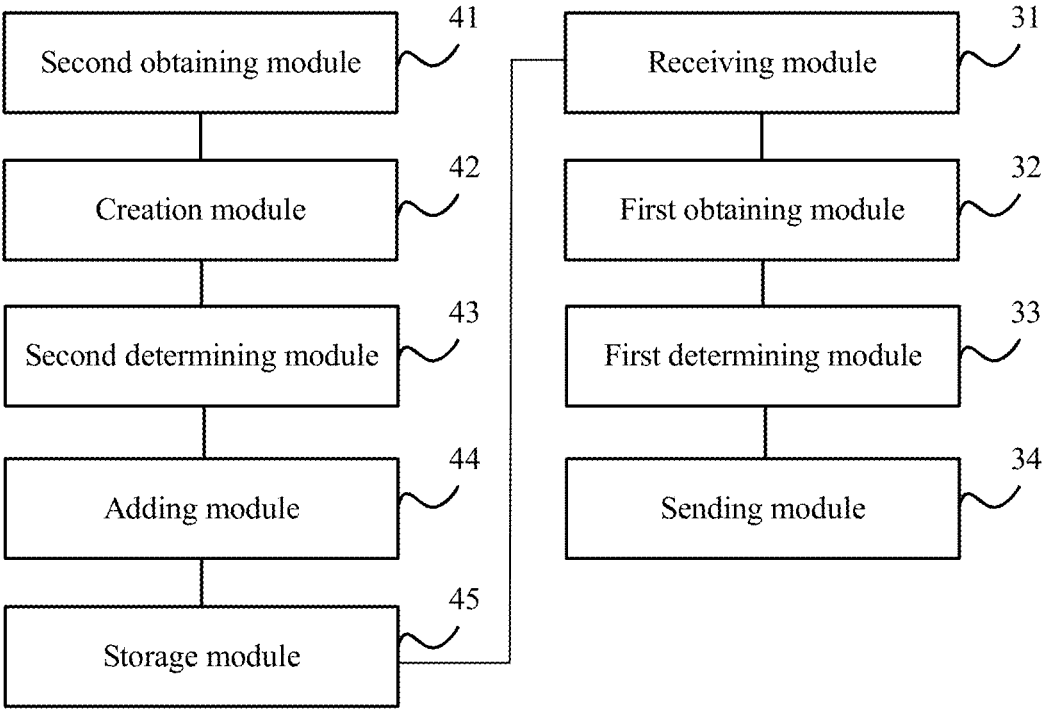 41
Second obtaining module
42
Creation module
43
Second determining module
44
Adding module
45
Storage module
31
Receiving module
32
First obtaining module
33
First determining module
34
Sending module